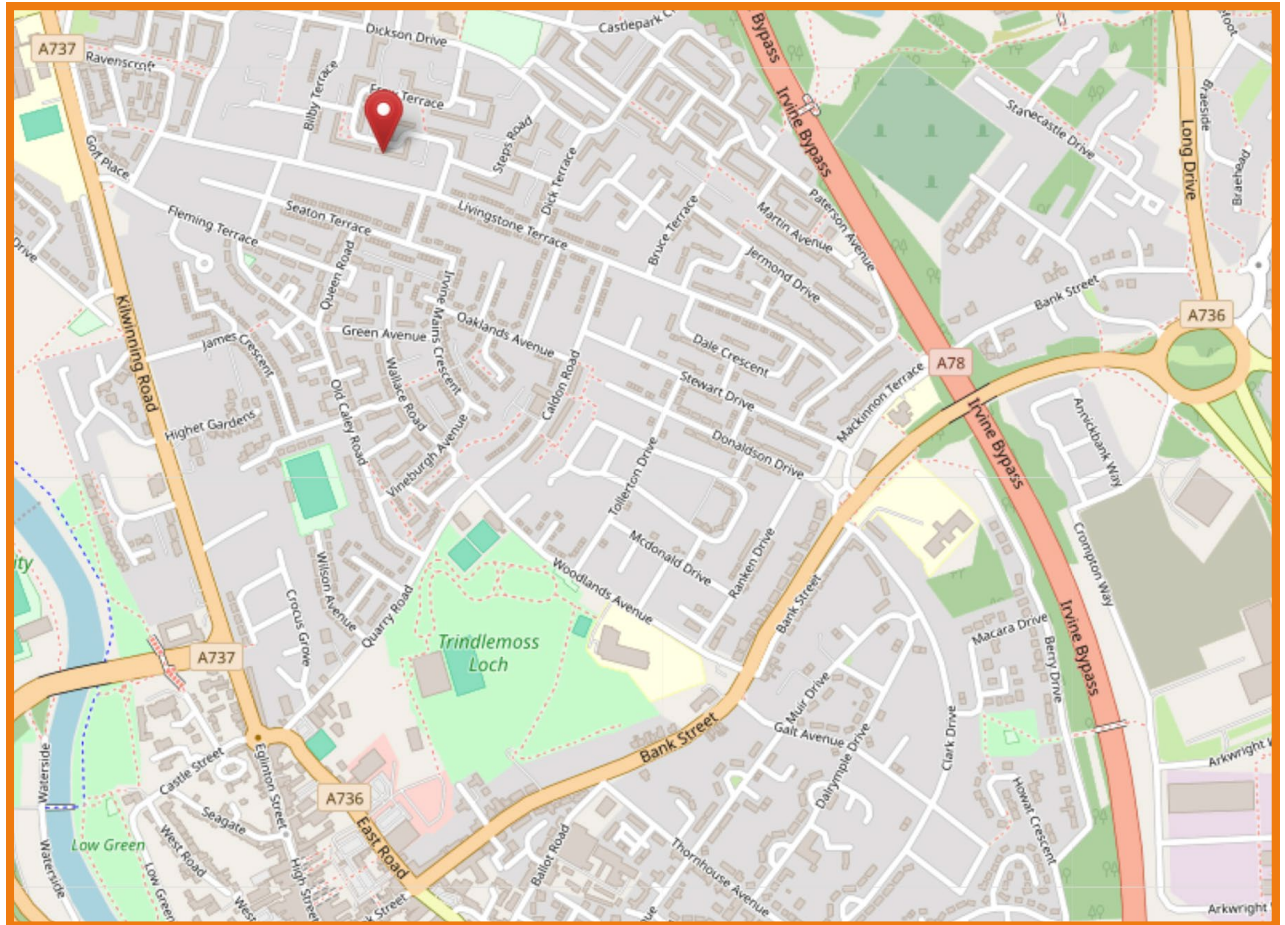 Dickson Drive
Castlepark C
Bypass
A737
Ravenscroft
Bilby Terrace
Terrace
Irvine Bypass
Stanecastle Drive
Braeside
Long Drive
Golf Place
Steps Road
Dick Terrace
Braehead
Fleming Terrace
Seaton Terrace
Livingstone Terrace
Bruce Terrace
Martin Avenue
Paterson Avenue
Drive
Queen Road
Irvine Mains Crescent
Jermond Drive
Bank Street
Kilwinning Road
James Crescent
Green Avenue
Oaklands Avenue
A736
Dale Crescent
A78
Wallace Road
Caldon Road
Stewart Drive
Mackinnon Terrace
Irvine Bypass
Annickbank Way
Highet Gardens
Old Caley Road
Vineburgh Avenue
Donaldson Drive
Tollerton Drive
Mcdonald Drive
Ranken Drive
Crompton Way
ity
Wilson Avenue
Woodlands Avenue
Bank Street
Irvine Bypass
Crocus Grove
Quarry Road
Trindlemoss
Loch
Macara Drive
Berry Drive
A737
Muir Drive
Galt Avenue
Clark Drive
Bank Street
Waterside
Castle Street
Eglinton Street
Dalrymple Drive
Arkwright
A736
Seagate
Howat Crescent
Low Green
West Road
East Road
Ballot Road
Thornhouse Avenue
Waterside
Low Green
West
High Street
k Street
nue
Arkwright